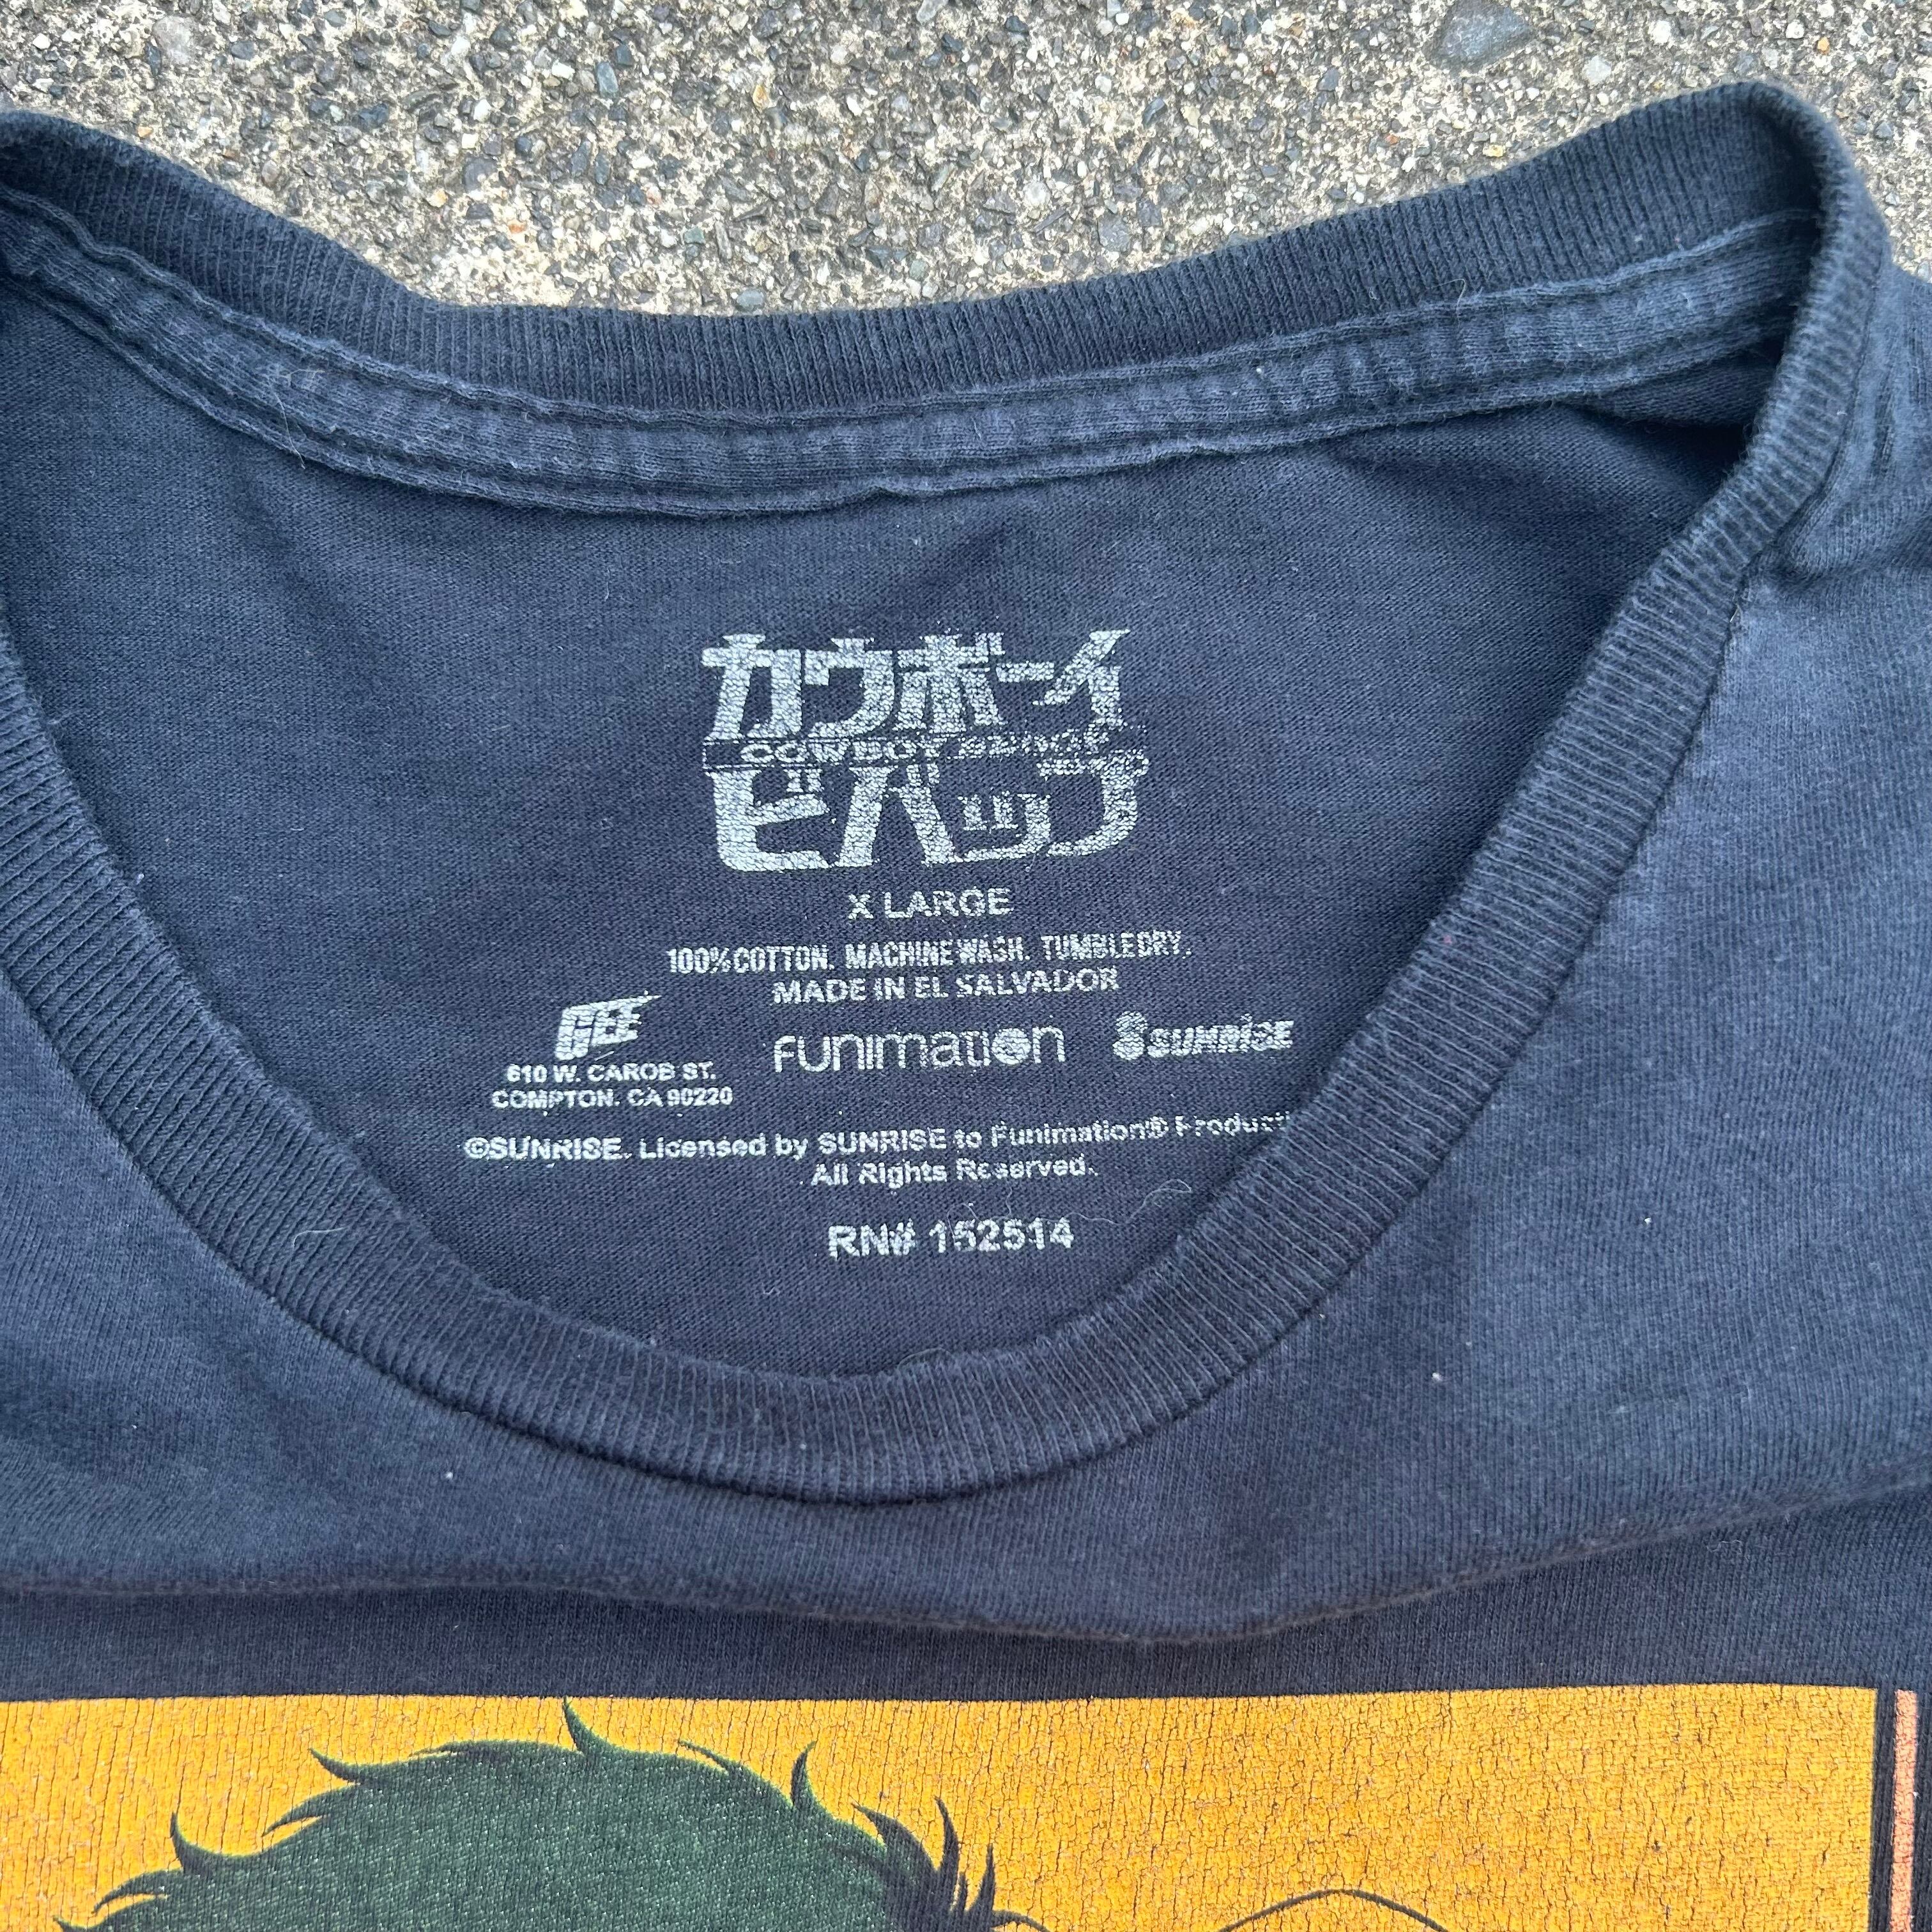 カウボーイ
COWBOY BEBOP
ビバップ
X LARGE
100% COTTON. MACHINE WASH. TUMBLE DRY.
MADE IN EL SALVADOR
GEE
610 W. CAROB ST.
COMPTON. CA 90220
FUNIMATION
SUNRISE
©SUNRISE. Licensed by SUNRISE to Funimation® Producti
All Rights Reserved.
RN# 152514